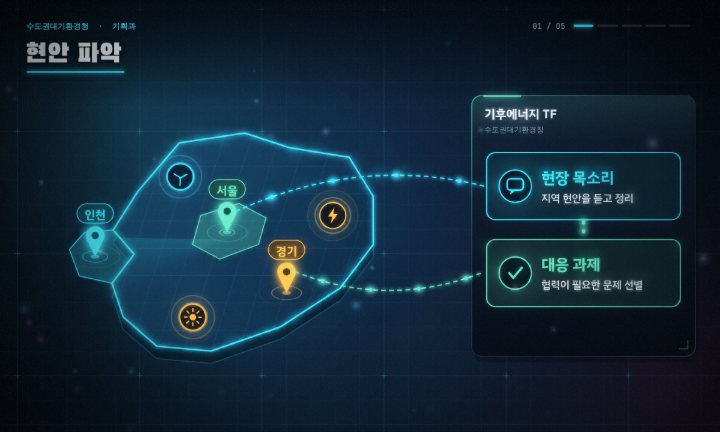 수도권대기환경청 · 기획과
현안 파악
01 / 05
서울
인천
경기
기후에너지 TF
수도권대기환경청
현장 목소리
지역 현안을 듣고 정리
대응 과제
협력이 필요한 문제 선별